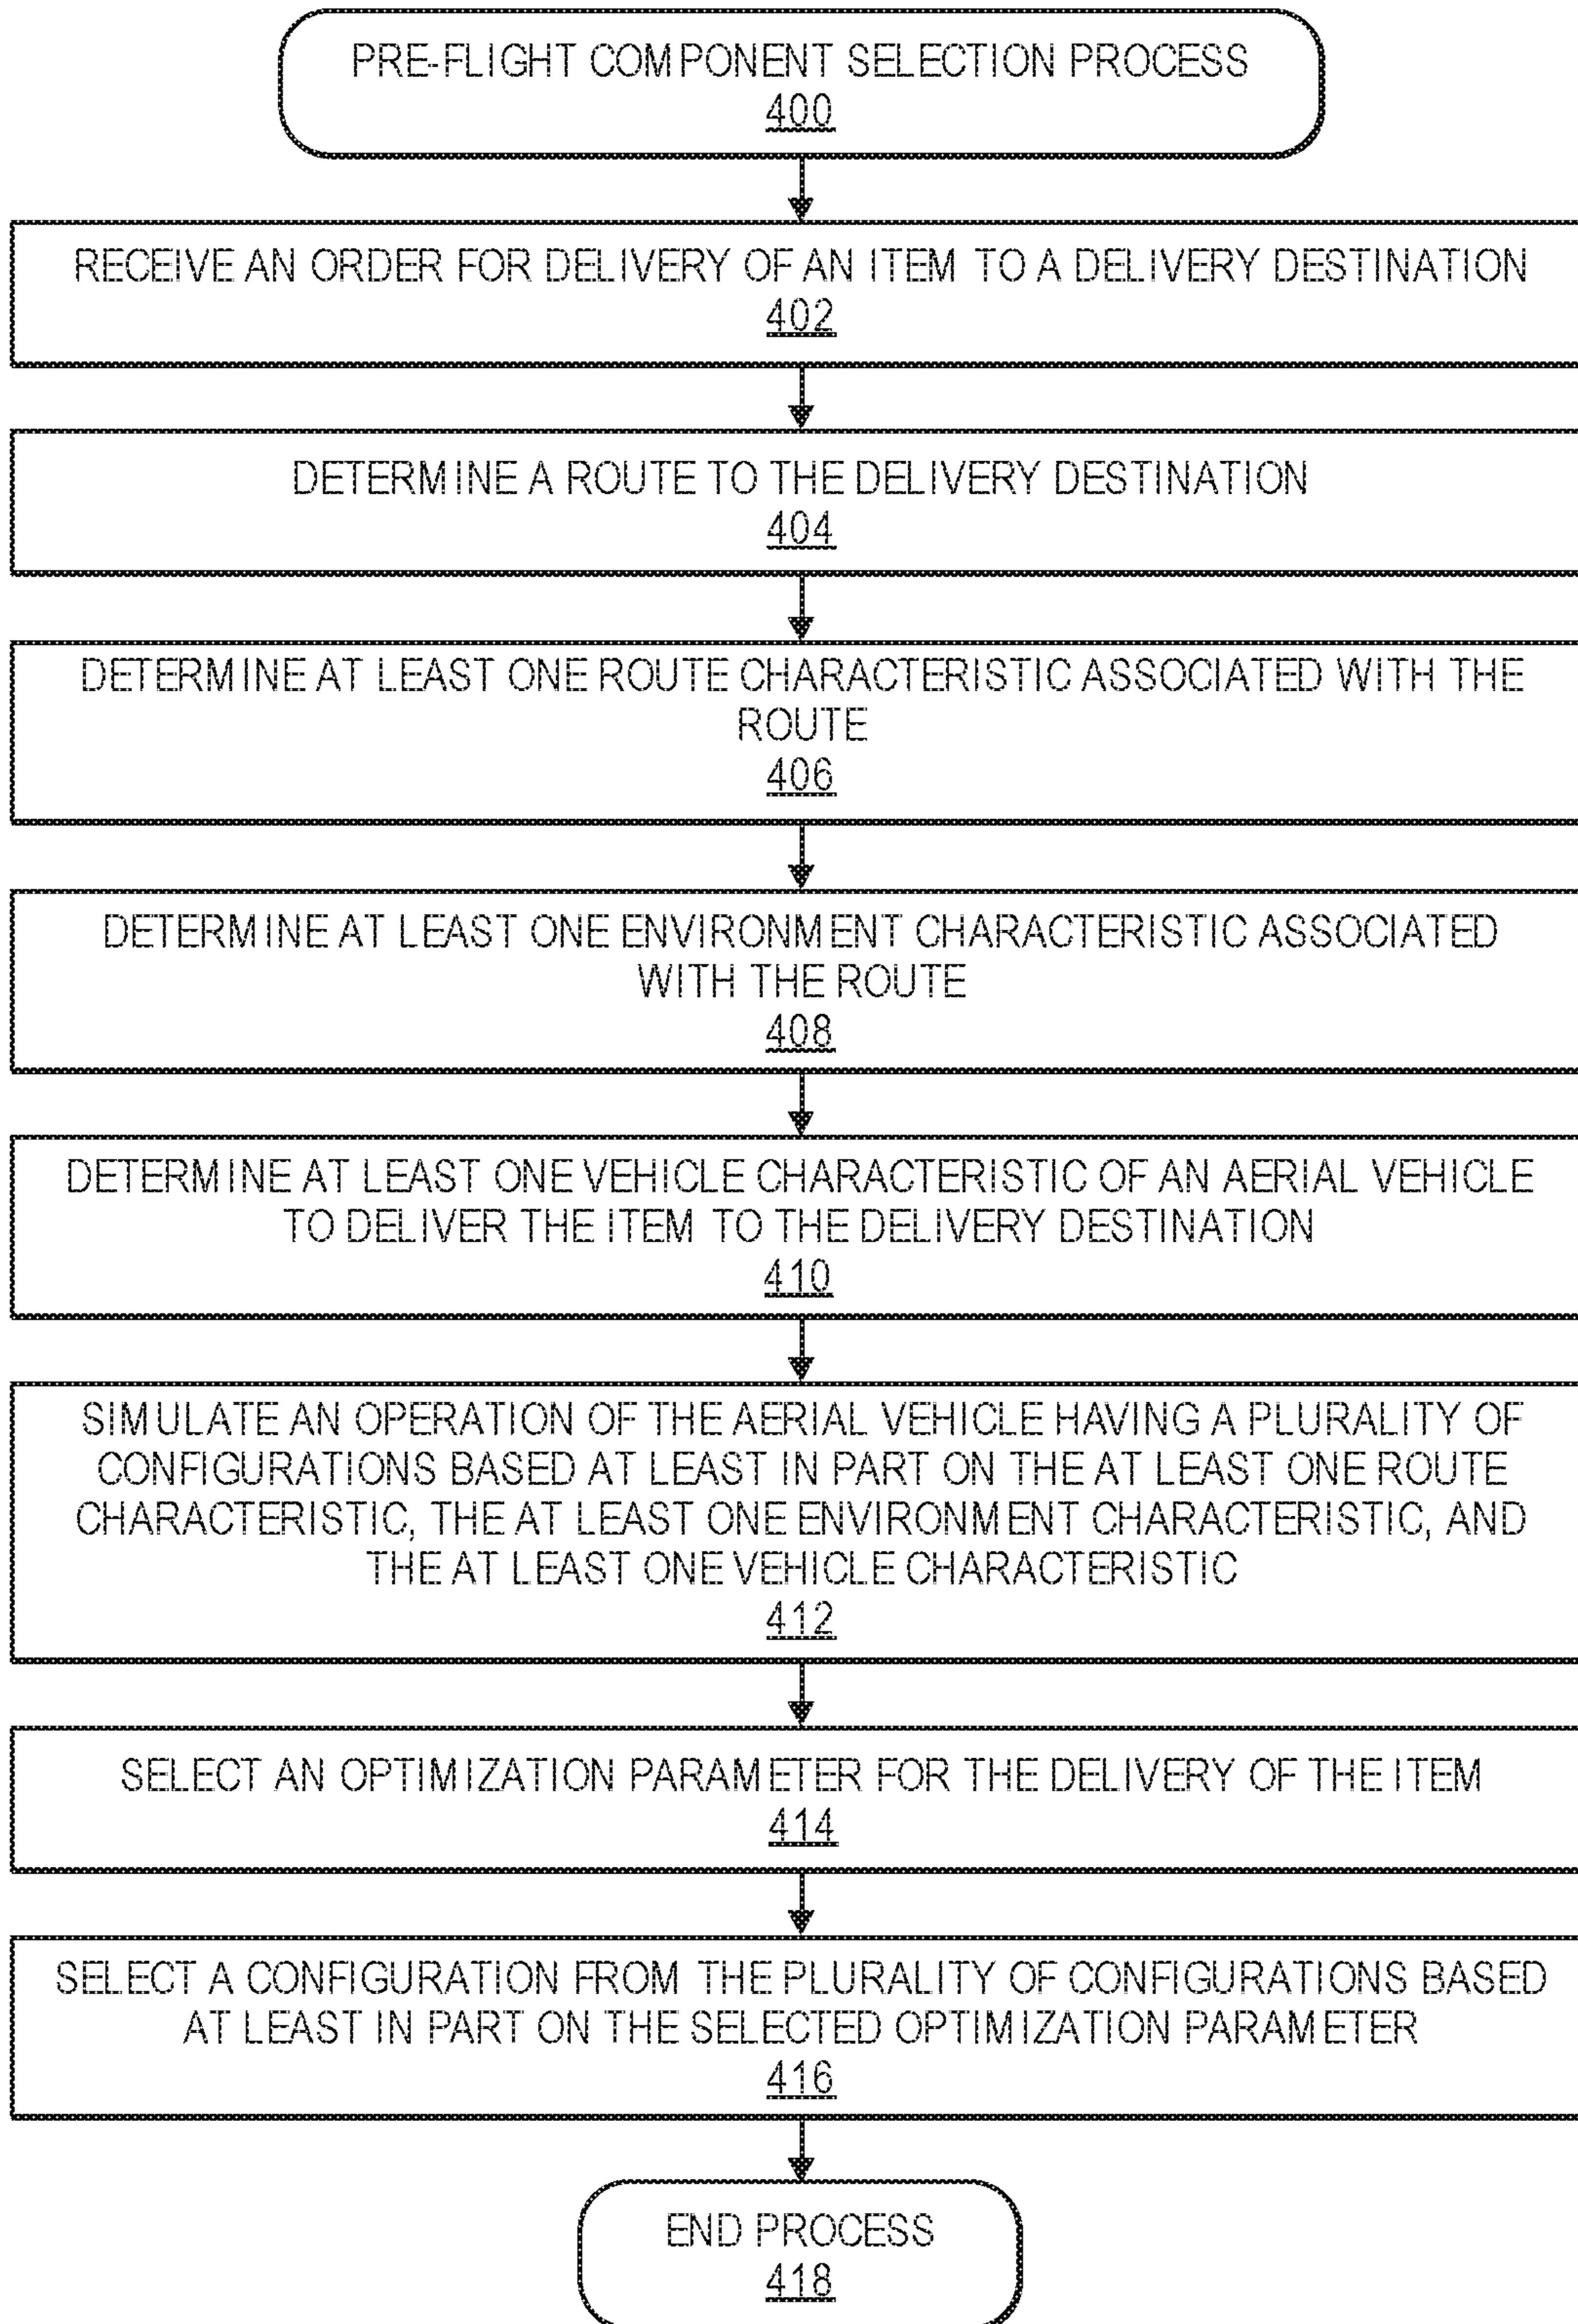 PRE-FLIGHT COMPONENT SELECTION PROCESS
400
RECEIVE AN ORDER FOR DELIVERY OF AN ITEM TO A DELIVERY DESTINATION
402
DETERMINE A ROUTE TO THE DELIVERY DESTINATION
404
DETERMINE AT LEAST ONE ROUTE CHARACTERISTIC ASSOCIATED WITH THE
ROUTE
406
DETERMINE AT LEAST ONE ENVIRONMENT CHARACTERISTIC ASSOCIATED
WITH THE ROUTE
408
DETERMINE AT LEAST ONE VEHICLE CHARACTERISTIC OF AN AERIAL VEHICLE
TO DELIVER THE ITEM TO THE DELIVERY DESTINATION
410
SIMULATE AN OPERATION OF THE AERIAL VEHICLE HAVING A PLURALITY OF
CONFIGURATIONS BASED AT LEAST IN PART ON THE AT LEAST ONE ROUTE
CHARACTERISTIC, THE AT LEAST ONE ENVIRONMENT CHARACTERISTIC, AND
THE AT LEAST ONE VEHICLE CHARACTERISTIC
412
SELECT AN OPTIMIZATION PARAMETER FOR THE DELIVERY OF THE ITEM
414
SELECT A CONFIGURATION FROM THE PLURALITY OF CONFIGURATIONS BASED
AT LEAST IN PART ON THE SELECTED OPTIMIZATION PARAMETER
416
END PROCESS
418